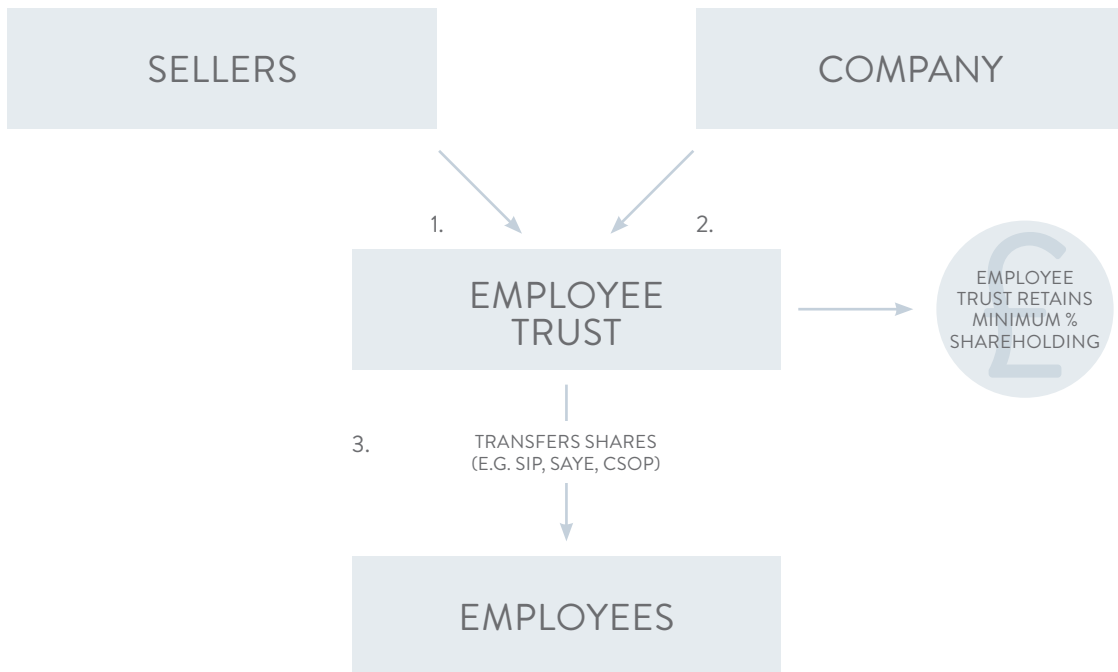 SELLERS
COMPANY
1.
2.
EMPLOYEE
TRUST
£
EMPLOYEE
TRUST RETAINS
MINIMUM %
SHAREHOLDING
3.
TRANSFERS SHARES
(E.G. SIP, SAYE, CSOP)
EMPLOYEES